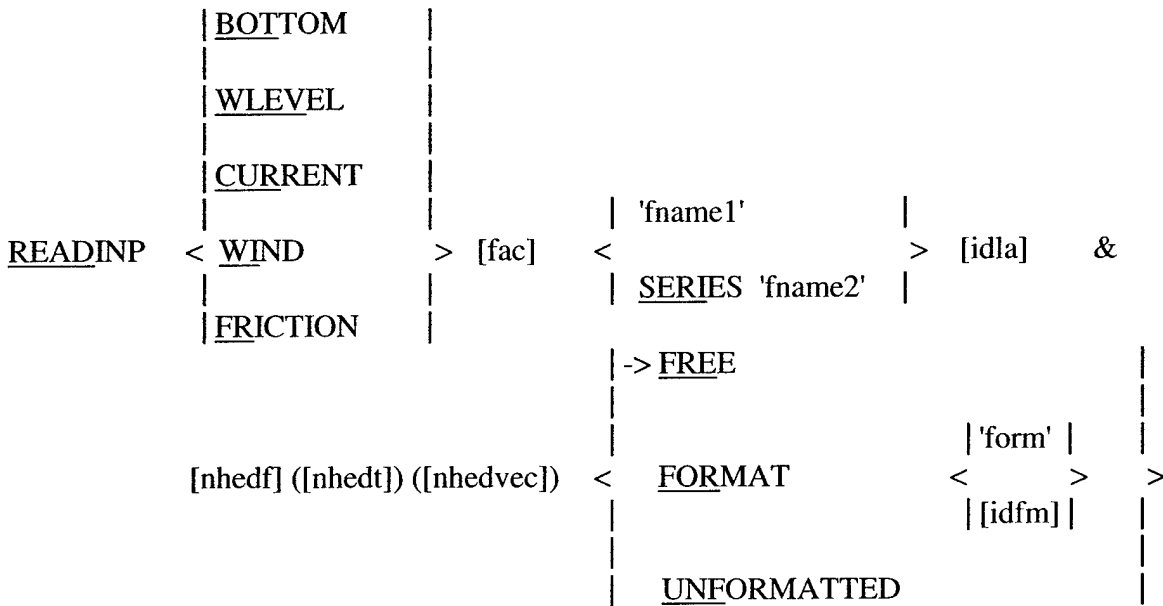 | BOTTOM |
| WLEVEL |
| CURRENT |
| 'fname1' |
READINP < WIND > [fac] < > [idla] &
| SERIES 'fname2' |
| FRICTION |
| -> FREE |
| 'form' |
[nhedf] ([nhedt]) ([nhedvec]) < FORMAT < > >
| [idfm] |
| UNFORMATTED |